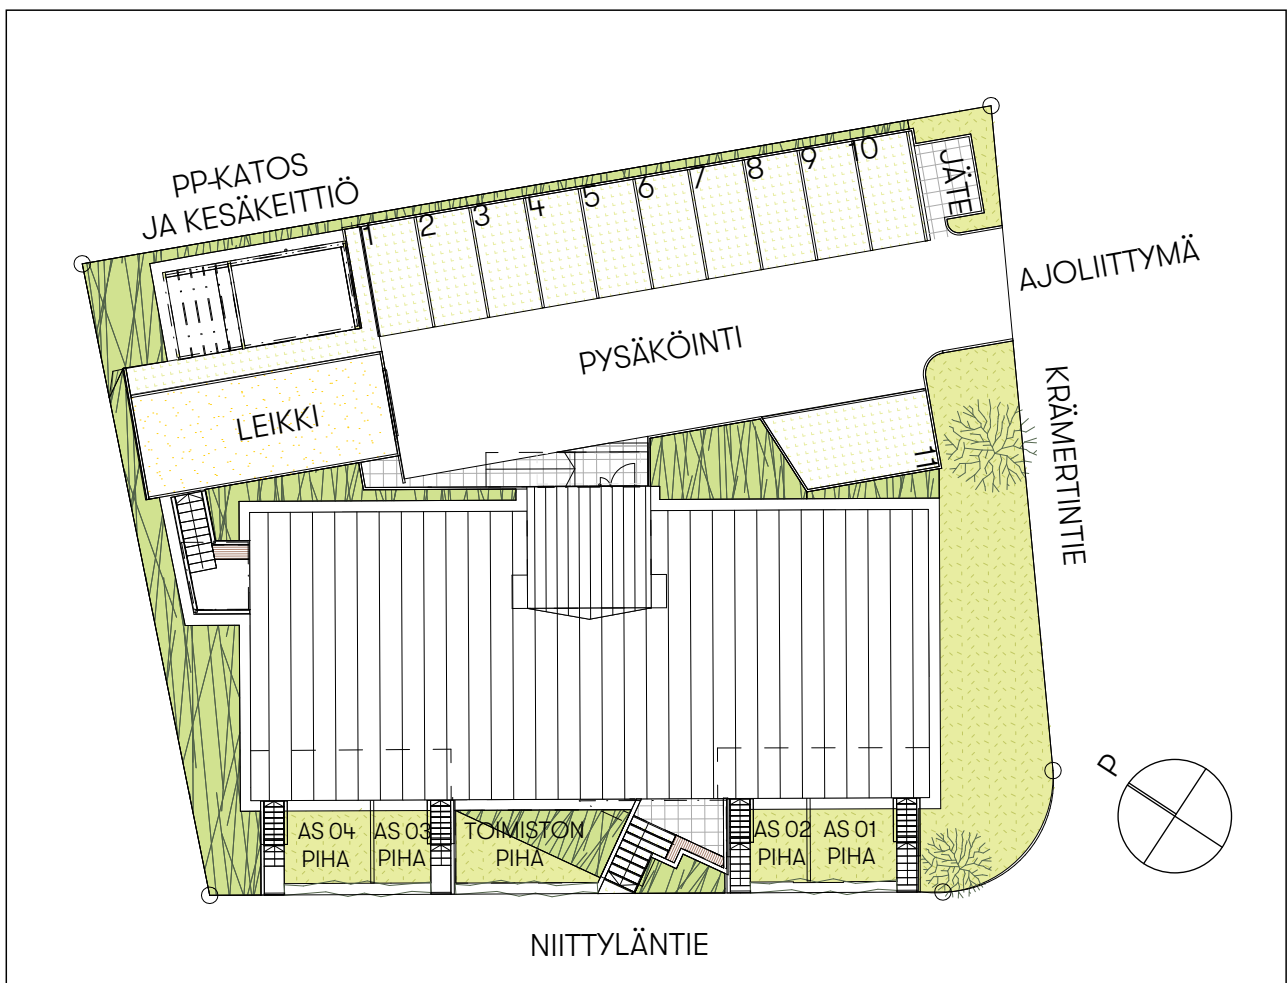 PP-KATOS
JA KESÄKEITTIÖ
1
2
3
4
5
6
7
8
9
10
JÄTE
AJOLIITTYMÄ
PYSÄKÖINTI
LEIKKI
11
KRÄMERTINTIE
P
AS 04
PIHA
AS 03
PIHA
TOIMISTON
PIHA
AS 02
PIHA
AS 01
PIHA
NIITTYLÄNTIE